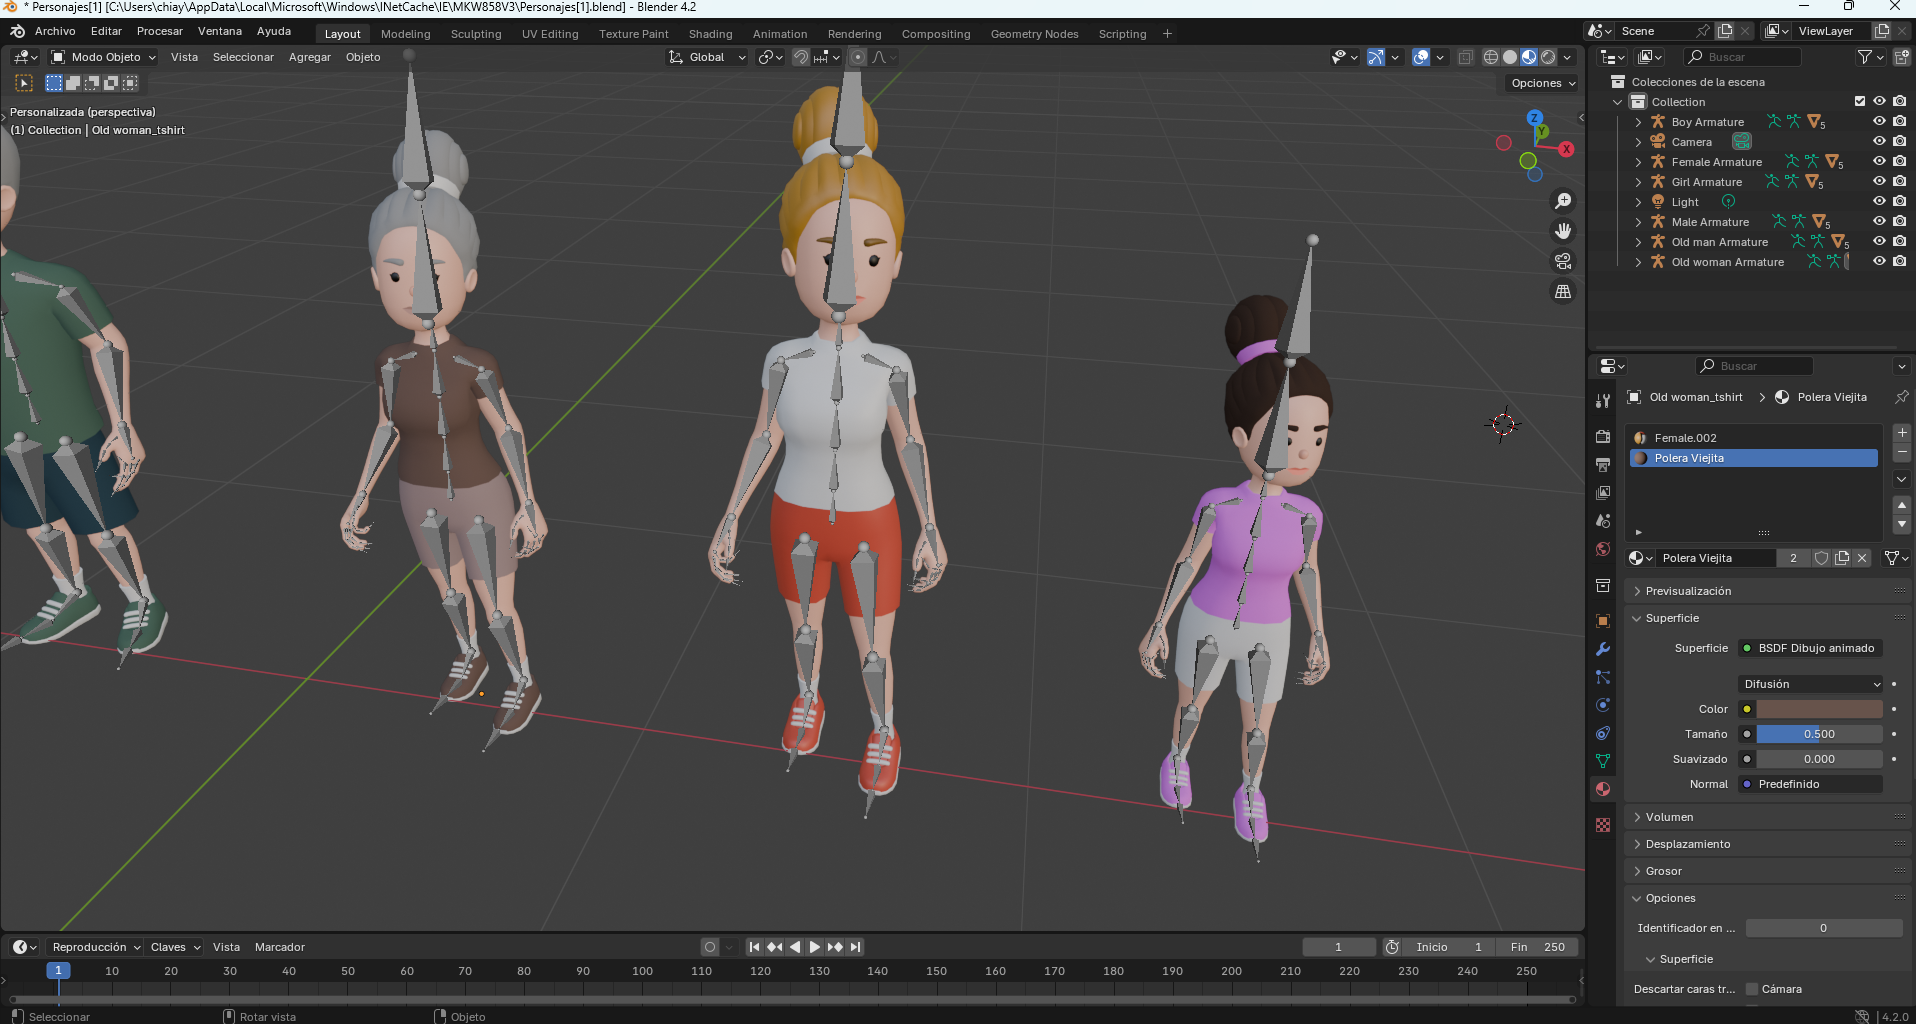 * Personajes[1] [C:\Users\chiay\AppData\Local\Microsoft\Windows\INetCache\IE\MKW858V3\Personajes[1].blend] - Blender 4.2
Archivo Editar Procesar Ventana Ayuda Layout Modeling Sculpting UV Editing Texture Paint Shading Animation Rendering Compositing Geometry Nodes Scripting + Scene ViewLayer
Modo Objeto Vista Seleccionar Agregar Objeto Global Buscar
Opciones
Personalizada (perspectiva)
(1) Collection | Old woman_tshirt
Z
Y
X
Colecciones de la escena
Collection
Boy Armature 5
Camera
Female Armature 5
Girl Armature 5
Light
Male Armature 5
Old man Armature 5
Old woman Armature
Buscar
Old woman_tshirt > Polera Viejita
Female.002
Polera Viejita
Polera Viejita 2
Previsualización
Superficie
Superficie BSDF Dibujo animado
Difusión
Color
Tamaño 0.500
Suavizado 0.000
Normal Predefinido
Volumen
Desplazamiento
Grosor
Opciones
Identificador en ... 0
Superficie
Descartar caras tr... Cámara
Reproducción Claves Vista Marcador 1 Inicio 1 Fin 250
1 10 20 30 40 50 60 70 80 90 100 110 120 130 140 150 160 170 180 190 200 210 220 230 240 250
Seleccionar Rotar vista Objeto 4.2.0